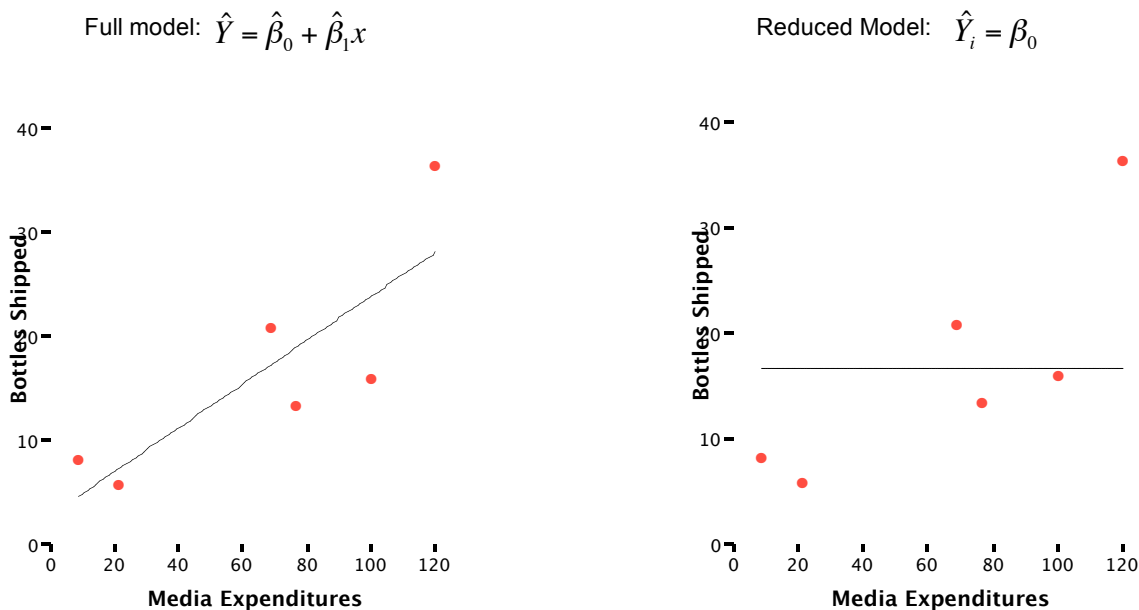 Full model: Ŷ = β̂₀ + β̂₁x
Reduced Model: Ŷᵢ = β₀
40
30
20
10
0
Bottles Shipped
0 20 40 60 80 100 120
Media Expenditures
40
30
20
10
0
Bottles Shipped
0 20 40 60 80 100 120
Media Expenditures